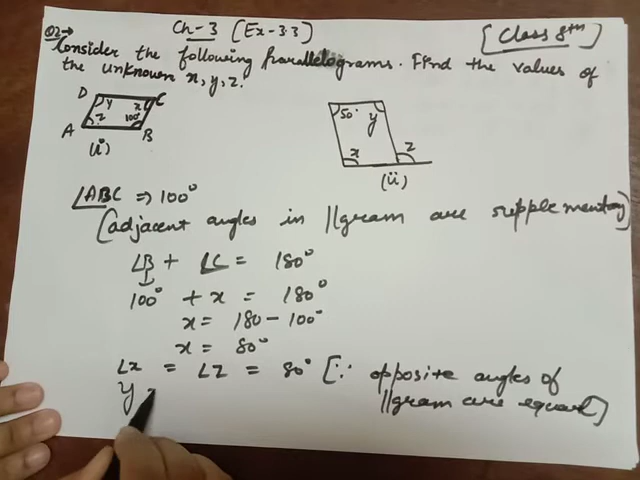 Ch-3 (Ex-3.3) [Class 8th]
Q2→ Consider the following parallelograms. Find the values of
the unknown x, y, z.
D y x C
A z 100° B
(i)
50° y
x z
(ii)
∠ABC ⇒ 100°
(adjacent angles in ||gram are supplementary)
∠B + ∠C = 180°
100° + x = 180°
x = 180 - 100°
x = 80°
∠x = ∠z = 80° [∵ opposite angles of
||gram are equal]
y